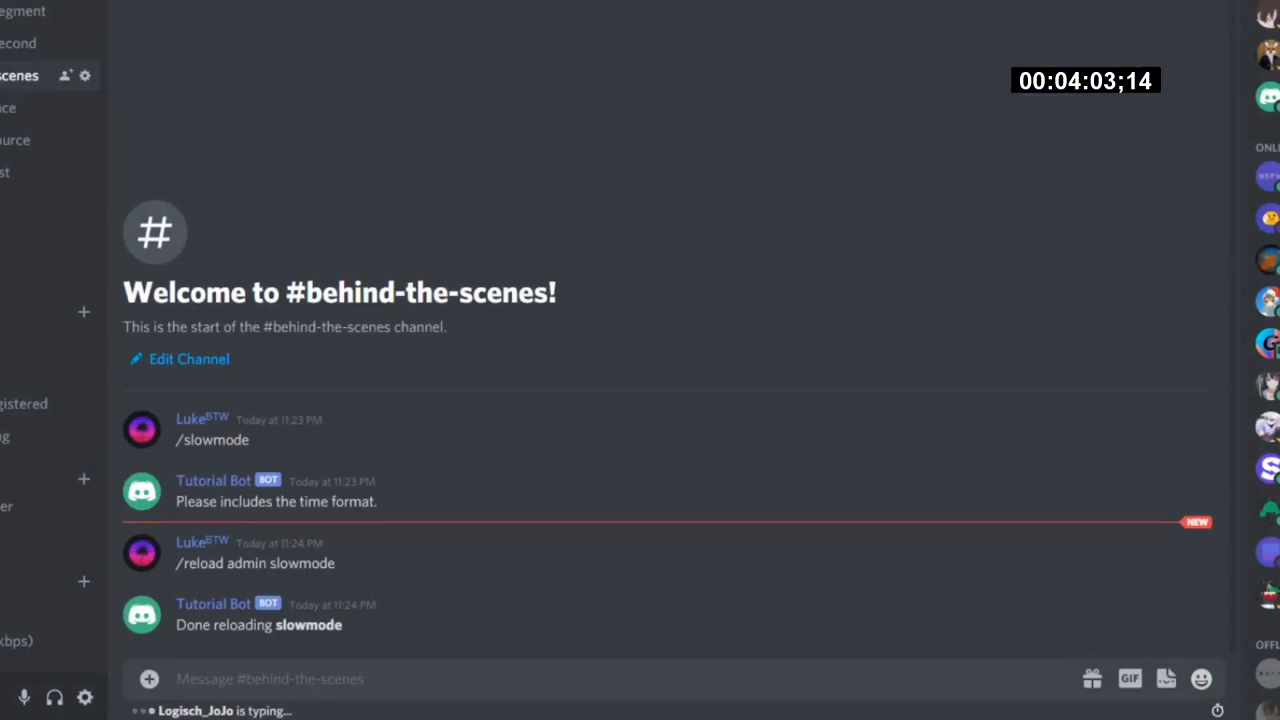 egment
econd
scenes
00:04:03;14
ce
ource
st
ONLI
Welcome to #behind-the-scenes!
This is the start of the #behind-the-scenes channel.
Edit Channel
gistered
g
LukeBTW Today at 11:23 PM
/slowmode
Tutorial Bot BOT Today at 11:23 PM
Please includes the time format.
NEW
er
LukeBTW Today at 11:24 PM
/reload admin slowmode
Tutorial Bot BOT Today at 11:24 PM
Done reloading slowmode
kbps)
OFFL
Message #behind-the-scenes
GIF
Logisch_JoJo is typing...